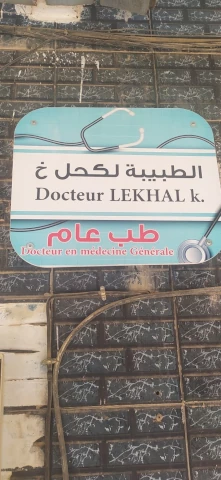 الطبيبة لكحل خ
Docteur LEKHAL k.
طب عام
Docteur en médecine Générale